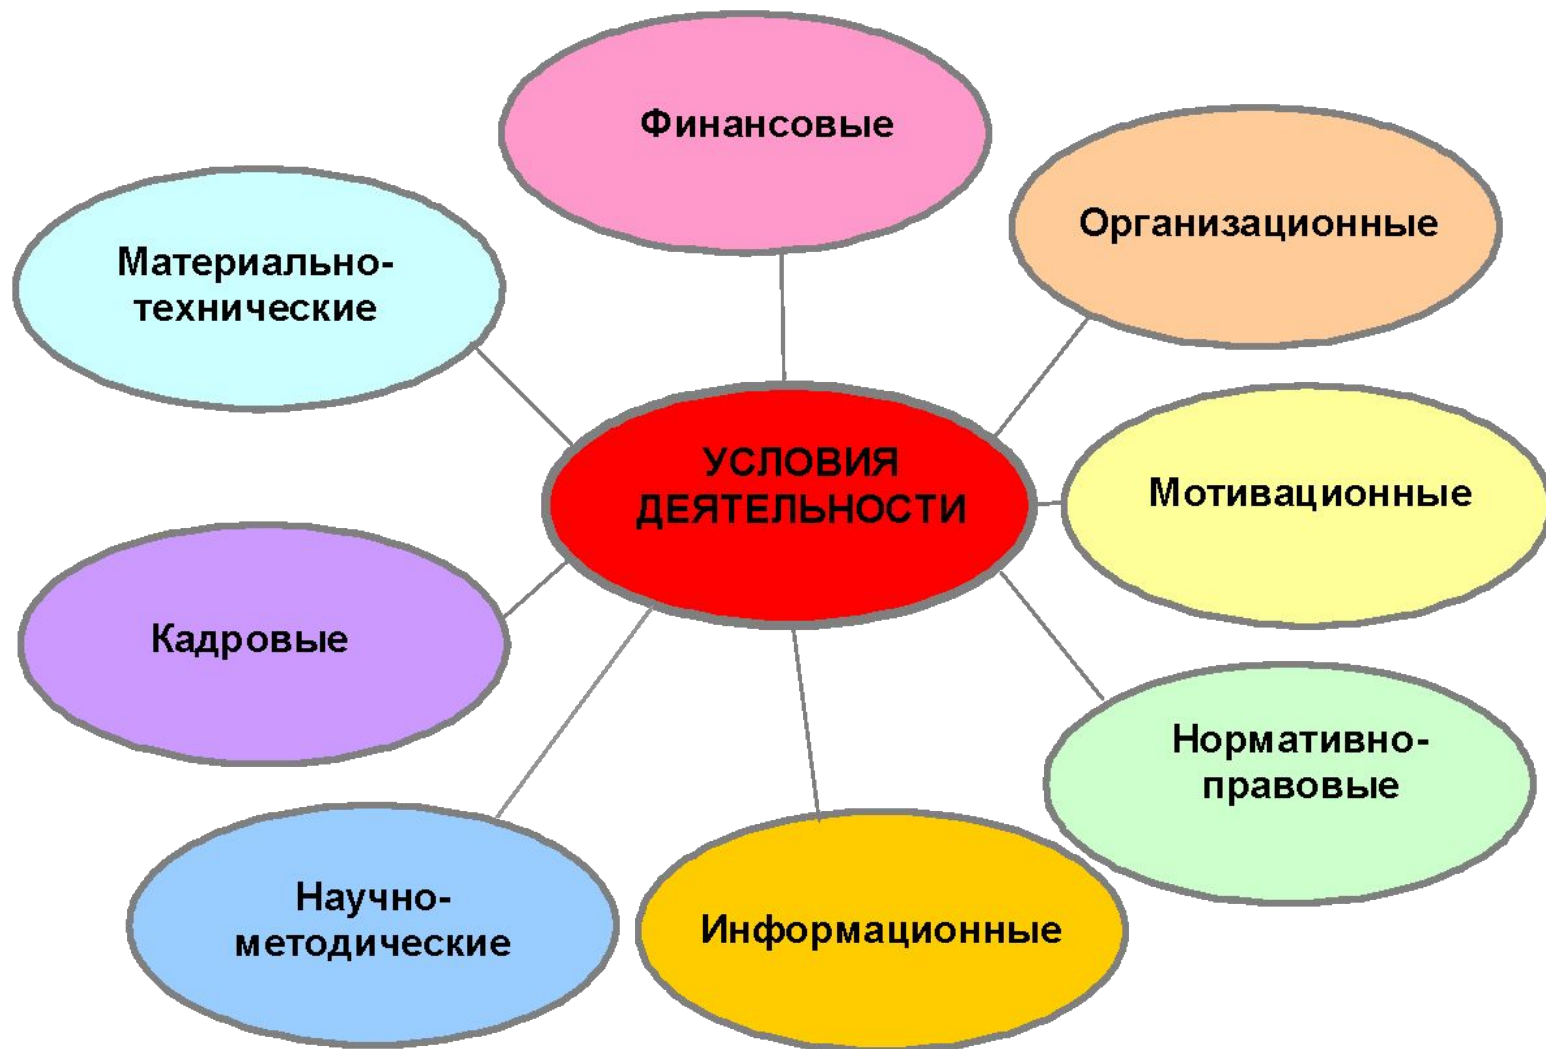 Финансовые
Организационные
Материально-
технические
УСЛОВИЯ
ДЕЯТЕЛЬНОСТИ
Мотивационные
Кадровые
Нормативно-
правовые
Научно-
методические
Информационные